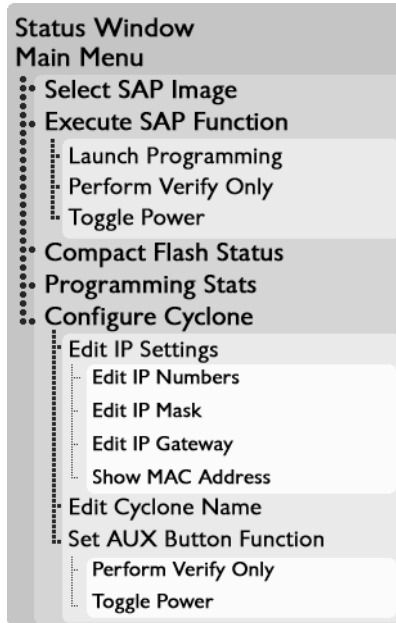 Status Window
Main Menu
Select SAP Image
Execute SAP Function
Launch Programming
Perform Verify Only
Toggle Power
Compact Flash Status
Programming Stats
Configure Cyclone
Edit IP Settings
Edit IP Numbers
Edit IP Mask
Edit IP Gateway
Show MAC Address
Edit Cyclone Name
Set AUX Button Function
Perform Verify Only
Toggle Power